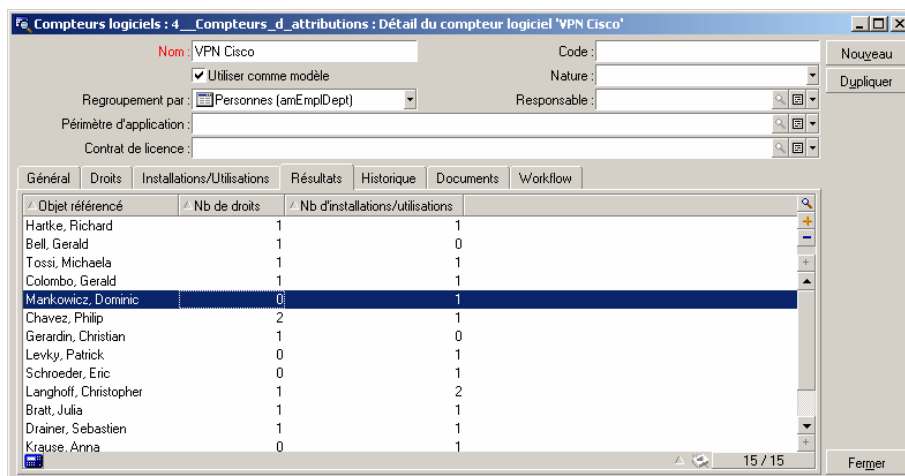 Compteurs logiciels : 4__Compteurs_d_attributions : Détail du compteur logiciel 'VPN Cisco'
Nom : VPN Cisco Code : Nouveau
Utiliser comme modèle Nature : Dupliquer
Regroupement par : Personnes (amEmplDept) Responsable :
Périmètre d'application :
Contrat de licence :
Général Droits Installations/Utilisations Résultats Historique Documents Workflow
Objet référencé Nb de droits Nb d'installations/utilisations
Hartke, Richard 1 1
Bell, Gerald 1 0
Tossi, Michaela 1 1
Colombo, Gerald 1 1
Mankowicz, Dominic 0 1
Chavez, Philip 2 1
Gerardin, Christian 1 0
Levky, Patrick 0 1
Schroeder, Eric 0 1
Langhoff, Christopher 1 2
Bratt, Julia 1 1
Drainer, Sebastien 1 1
Krause, Anna 0 1
15 / 15 Fermer